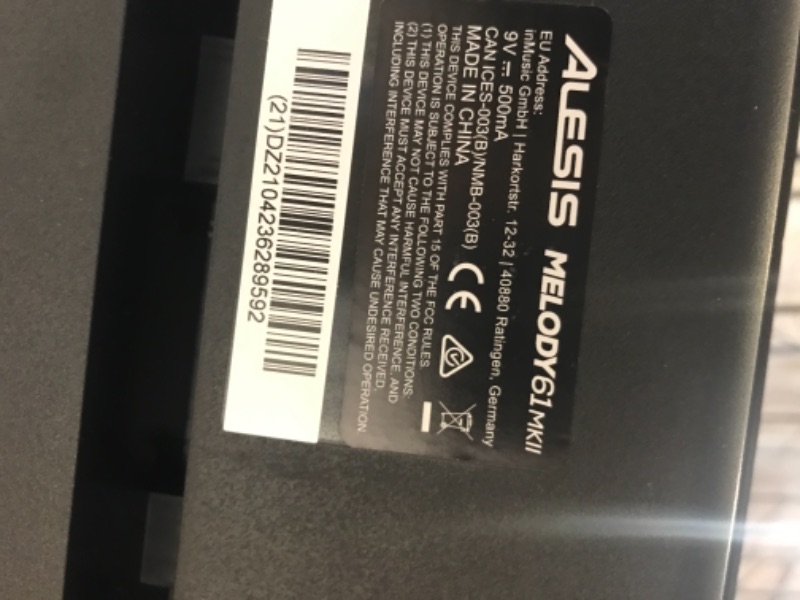 ALESIS MELODY61MKII
EU Address:
inMusic GmbH | Harkortstr. 12-32 | 40880 Ratingen, Germany
9V ⎓ 500mA
CAN ICES-003(B)/NMB-003(B)
MADE IN CHINA
THIS DEVICE COMPLIES WITH PART 15 OF THE FCC RULES.
OPERATION IS SUBJECT TO THE FOLLOWING TWO CONDITIONS:
(1) THIS DEVICE MAY NOT CAUSE HARMFUL INTERFERENCE, AND
(2) THIS DEVICE MUST ACCEPT ANY INTERFERENCE RECEIVED,
INCLUDING INTERFERENCE THAT MAY CAUSE UNDESIRED OPERATION.
CE
(21)DZ2104236289592